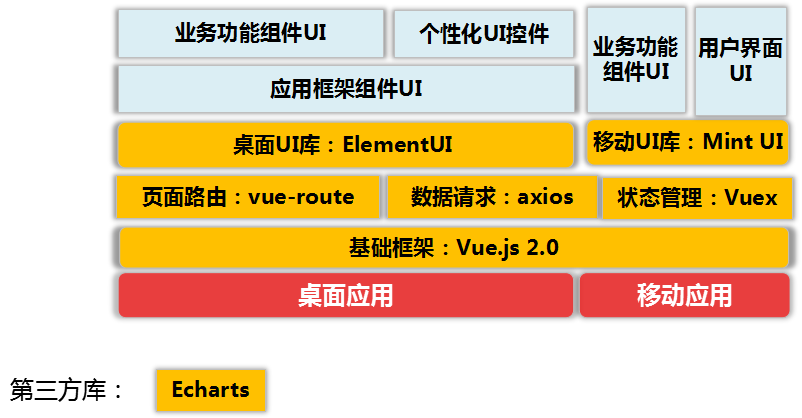 业务功能组件UI
个性化UI控件
业务功能
组件UI
用户界面
UI
应用框架组件UI
桌面UI库：ElementUI
移动UI库：Mint UI
页面路由：vue-route
数据请求：axios
状态管理：Vuex
基础框架：Vue.js 2.0
桌面应用
移动应用
第三方库：
Echarts